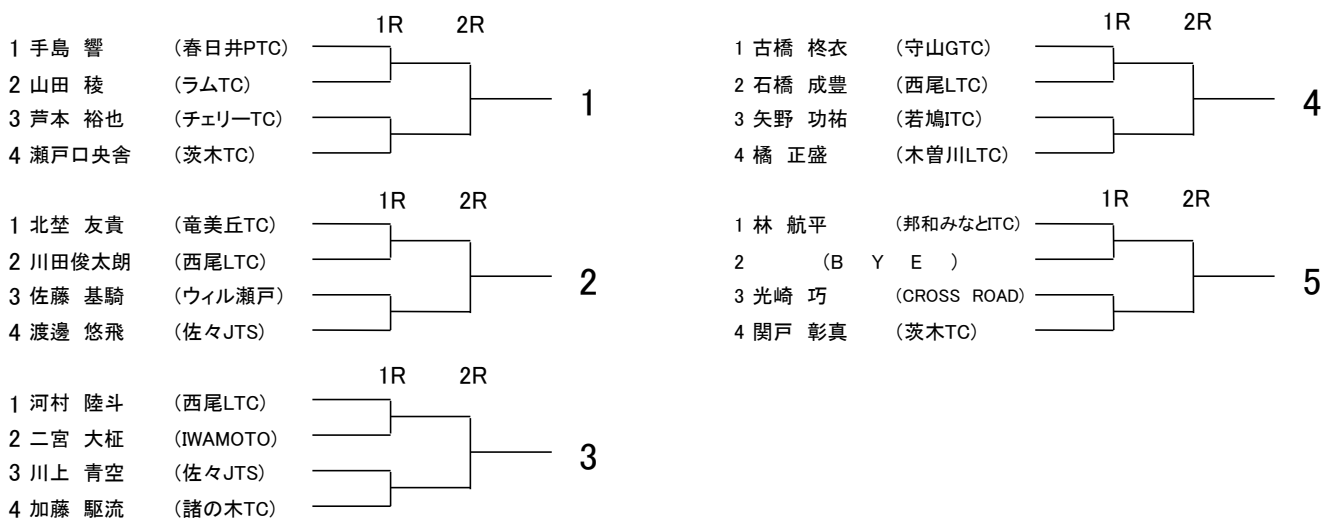 1R 2R
1 手島 響 (春日井PTC)
2 山田 稜 (ラムTC)
3 芦本 裕也 (チェリーTC)
4 瀬戸口央舎 (茨木TC)
1
1R 2R
1 北埜 友貴 (竜美丘TC)
2 川田俊太朗 (西尾LTC)
3 佐藤 基騎 (ウィル瀬戸)
4 渡邊 悠飛 (佐々JTS)
2
1R 2R
1 河村 陸斗 (西尾LTC)
2 二宮 大柾 (IWAMOTO)
3 川上 青空 (佐々JTS)
4 加藤 駆流 (諸の木TC)
3
1R 2R
1 古橋 柊衣 (守山GTC)
2 石橋 成豊 (西尾LTC)
3 矢野 功祐 (若鳩ITC)
4 橘 正盛 (木曽川LTC)
4
1R 2R
1 林 航平 (邦和みなとITC)
2 (B Y E )
3 光崎 巧 (CROSS ROAD)
4 関戸 彰真 (茨木TC)
5